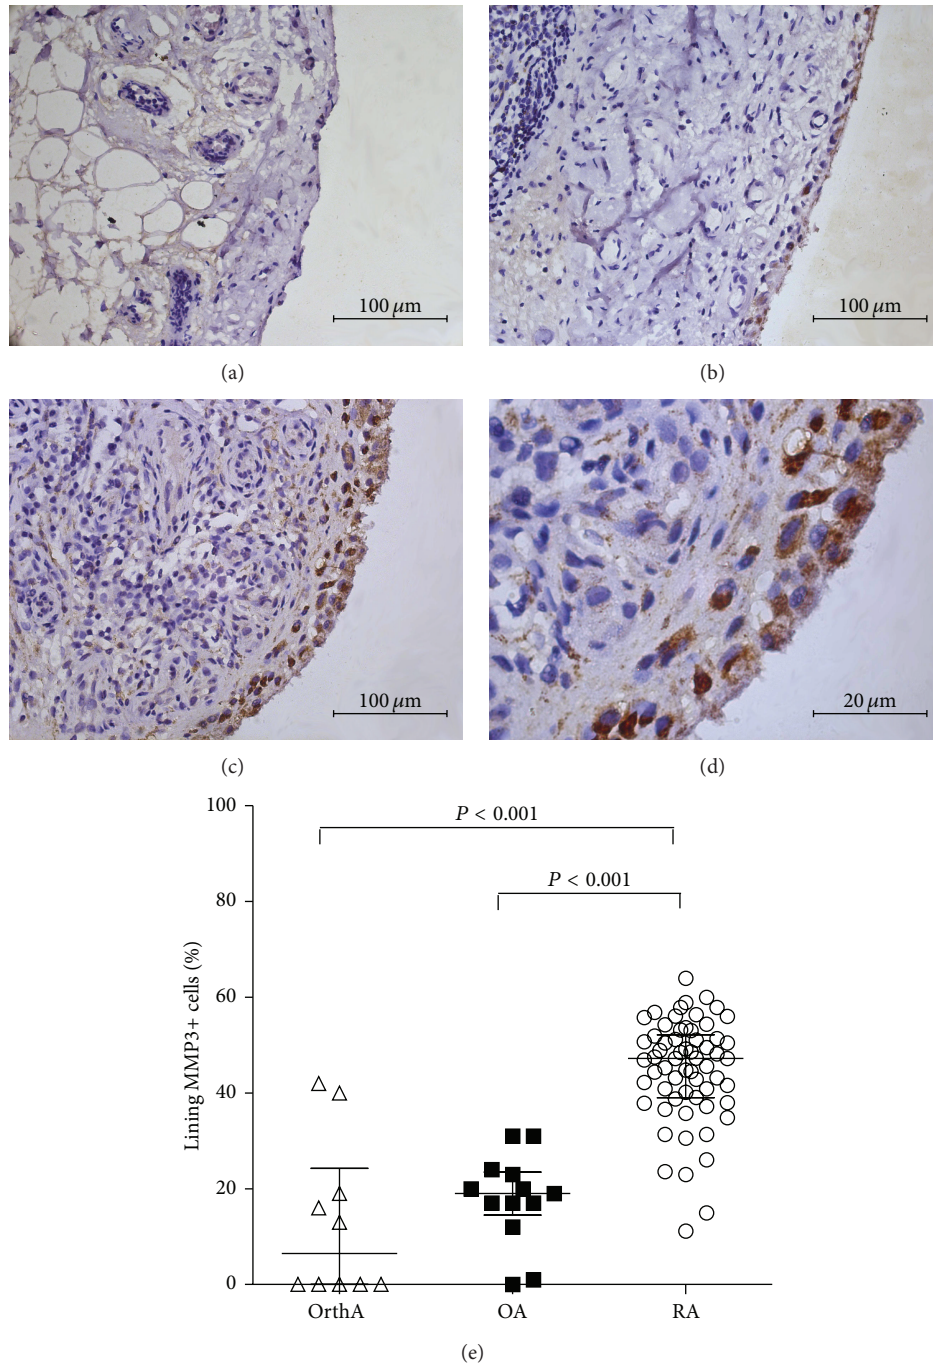 100 μm
100 μm
(a)
(b)
100 μm
20 μm
(c)
(d)
100
80
60
40
20
0
Lining MMP3+ cells (%)
P < 0.001
P < 0.001
OrthA
OA
RA
(e)